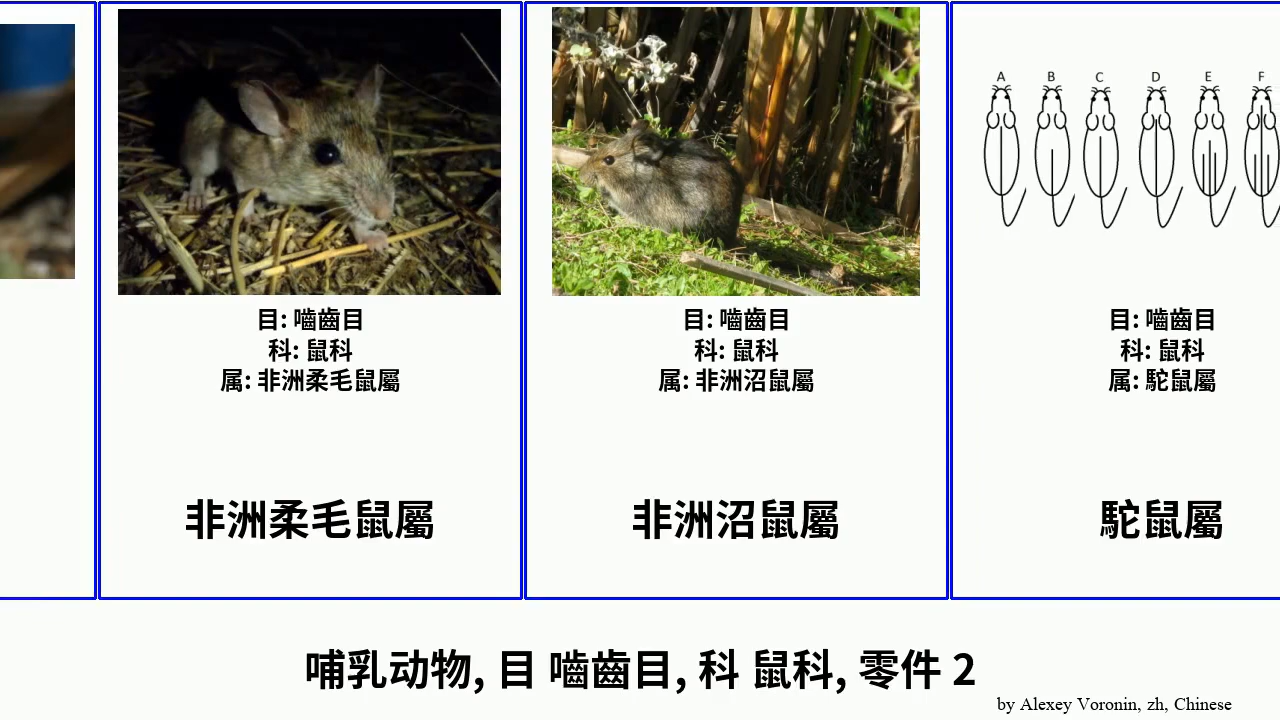 目: 嚙齒目
科: 鼠科
属: 非洲柔毛鼠屬
非洲柔毛鼠屬
目: 嚙齒目
科: 鼠科
属: 非洲沼鼠屬
非洲沼鼠屬
A B C D E F
目: 嚙齒目
科: 鼠科
属: 駝鼠屬
駝鼠屬
哺乳动物, 目 嚙齒目, 科 鼠科, 零件 2
by Alexey Voronin, zh, Chinese